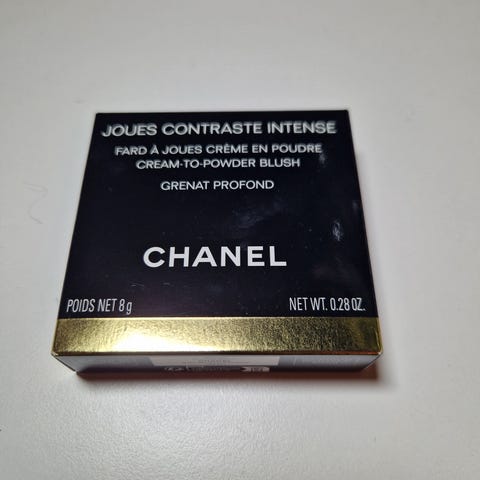 JOUES CONTRASTE INTENSE
FARD À JOUES CRÈME EN POUDRE
CREAM-TO-POWDER BLUSH
GRENAT PROFOND
CHANEL
POIDS NET 8 g NET WT. 0.28 OZ.
CHANEL